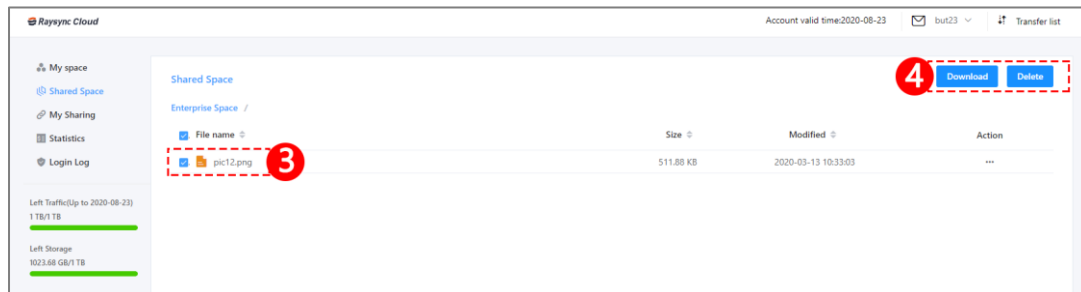 Raysync Cloud
Account valid time:2020-08-23
but23
Transfer list
My space
Shared Space
My Sharing
Statistics
Login Log
Left Traffic(Up to 2020-08-23)
1 TB/1 TB
Left Storage
1023.68 GB/1 TB
Shared Space
4
Download
Delete
Enterprise Space /
File name
Size
Modified
Action
pic12.png
3
511.88 KB
2020-03-13 10:33:03
...